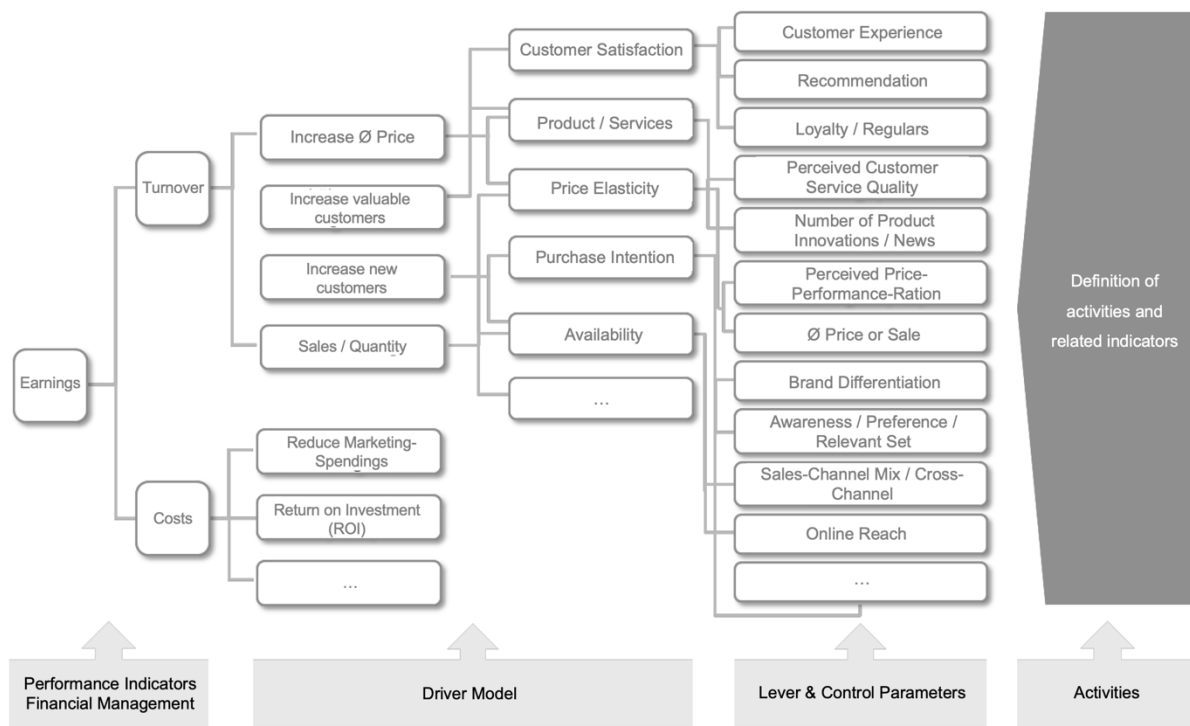 Earnings
Turnover
Costs
Increase Ø Price
Increase valuable
customers
Increase new
customers
Sales / Quantity
Reduce Marketing-
Spendings
Return on Investment
(ROI)
...
Customer Satisfaction
Product / Services
Price Elasticity
Purchase Intention
Availability
...
Customer Experience
Recommendation
Loyalty / Regulars
Perceived Customer
Service Quality
Number of Product
Innovations / News
Perceived Price-
Performance-Ration
Ø Price or Sale
Brand Differentiation
Awareness / Preference /
Relevant Set
Sales-Channel Mix / Cross-
Channel
Online Reach
...
Definition of
activities and
related indicators
Performance Indicators
Financial Management
Driver Model
Lever & Control Parameters
Activities